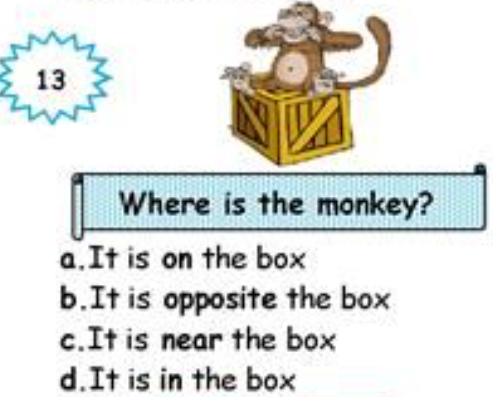 13
Where is the monkey?
a.It is on the box
b.It is opposite the box
c.It is near the box
d.It is in the box